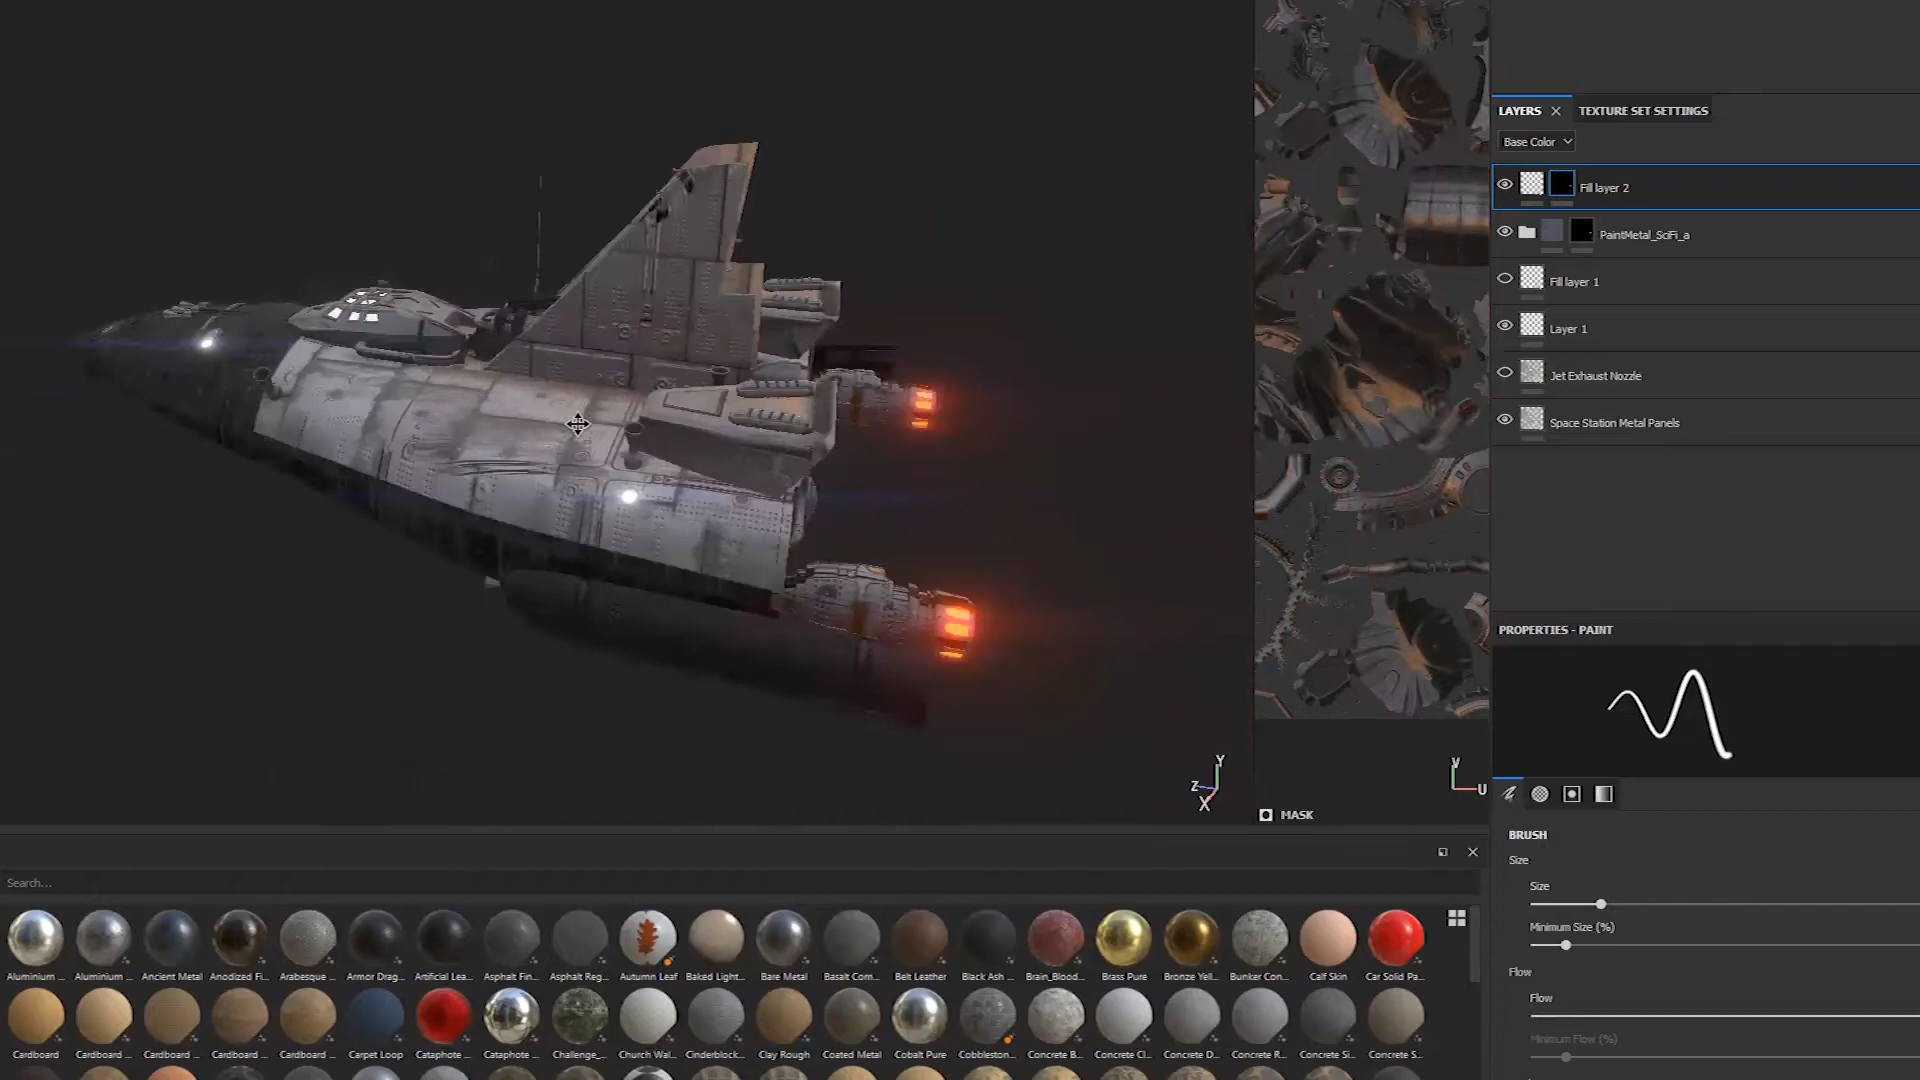 LAYERS
TEXTURE SET SETTINGS
Base Color
Fill layer 2
PaintMetal_SciFi_a
Fill layer 1
Layer 1
Jet Exhaust Nozzle
Space Station Metal Panels
PROPERTIES - PAINT
Y
Z
X
V
U
MASK
BRUSH
Size
Size
Minimum Size (%)
Flow
Flow
Minimum Flow (%)
Search...
Aluminium ... Aluminium ... Ancient Metal Anodized Fi... Arabesque ... Armor Drag... Artificial Lea... Asphalt Fin... Asphalt Reg... Autumn Leaf Baked Light... Bare Metal Basalt Com... Belt Leather Black Ash ... Brain_Blood... Brass Pure Bronze Yell... Bunker Con... Calf Skin Car Solid Pa...
Cardboard Cardboard ... Cardboard ... Cardboard ... Cardboard ... Carpet Loop Cataphote ... Cataphote ... Challenge_... Church Wal... Cinderblock... Clay Rough Coated Metal Cobalt Pure Cobbleston... Concrete B... Concrete Cl... Concrete D... Concrete R... Concrete Si... Concrete S...